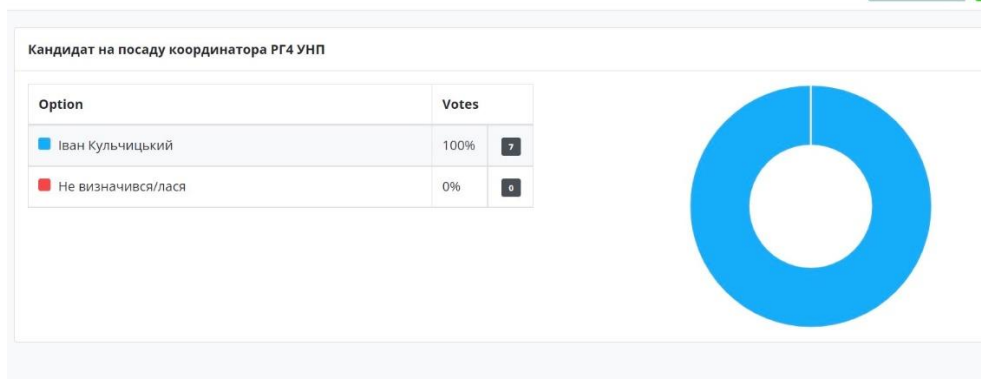 Кандидат на посаду координатора РГ4 УНП
Option Votes
Іван Кульчицький 100% 7
Не визначився/лася 0% 0